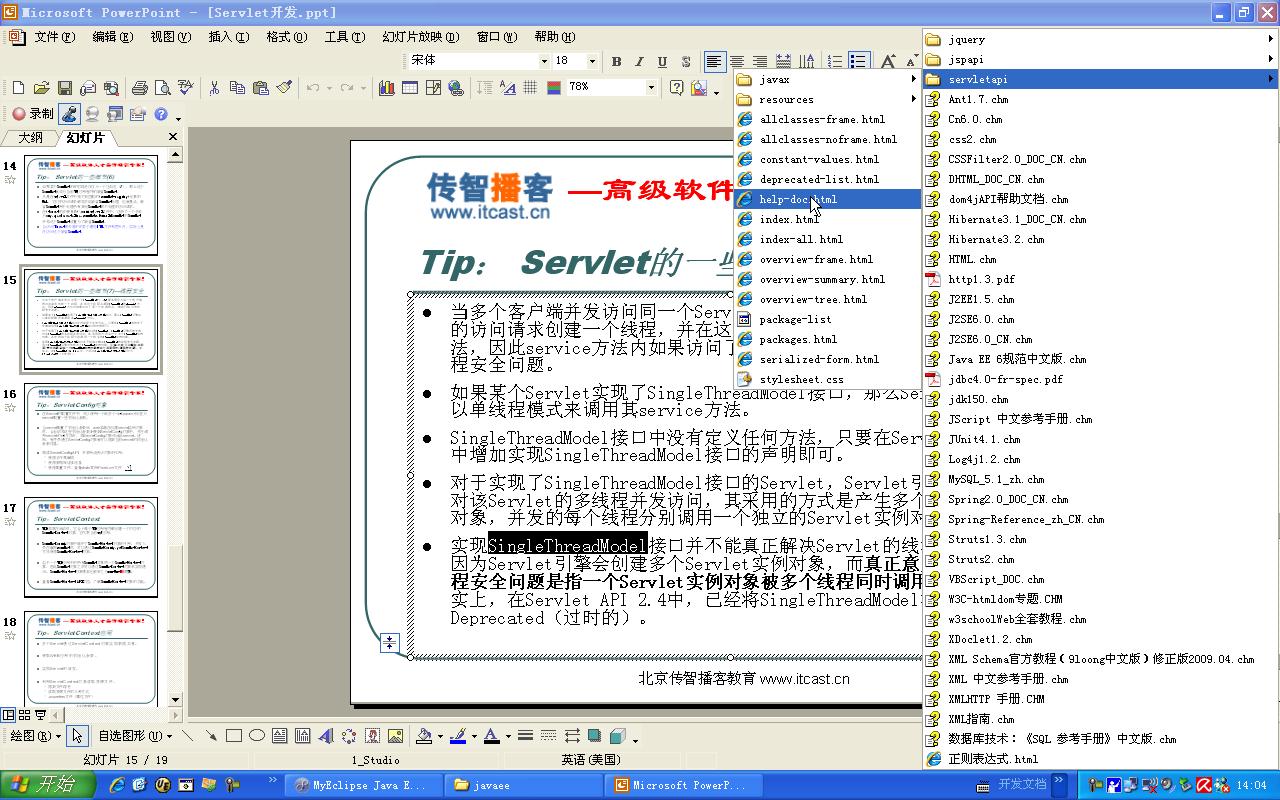 Microsoft PowerPoint - [Servlet开发.ppt]
文件(F) 编辑(E) 视图(V) 插入(I) 格式(O) 工具(T) 幻灯片放映(D) 窗口(W) 帮助(H)
宋体 18 B I U S
78%
录制
大纲 幻灯片
14
15
16
17
18
传智播客 —高级软件
www.itcast.cn
Tip: Servlet的一些
当多个客户端并发访问同一个Serv
的访问请求创建一个线程，并在这
法，因此service方法内如果访问了
程安全问题。
如果某个Servlet实现了SingleThreadModel接口，那么Se
以单线程模式来调用其service方法。
SingleThreadModel接口中没有定义任何方法，只要在Serv
中增加实现SingleThreadModel接口的声明即可。
对于实现了SingleThreadModel接口的Servlet，Servlet引
对该Servlet的多线程并发访问，其采用的方式是产生多个
对象，并发的每个线程分别调用一个独立的Servlet实例对
实现SingleThreadModel接口并不能真正解决Servlet的线
因为Servlet引擎会创建多个Servlet实例对象，而真正意
程安全问题是指一个Servlet实例对象被多个线程同时调用
实上，在Servlet API 2.4中，已经将SingleThreadModel
Deprecated（过时的）。
北京传智播客教育 www.itcast.cn
javax
resources
allclasses-frame.html
allclasses-noframe.html
constant-values.html
deprecated-list.html
help-doc.html
index.html
index-all.html
overview-frame.html
overview-summary.html
overview-tree.html
package-list
packages.html
serialized-form.html
stylesheet.css
jquery
jspapi
servletapi
Ant1.7.chm
Cn6.0.chm
css2.chm
CSSFilter2.0_DOC_CN.chm
DHTML_DOC_CN.chm
dom4jAPI帮助文档.chm
Hibernate3.1_DOC_CN.chm
Hibernate3.2.chm
HTML.chm
http1.3.pdf
J2EE1.5.chm
J2SE6.0.chm
J2SE6.0_CN.chm
Java EE 6规范中文版.chm
jdbc4.0-fr-spec.pdf
jdk150.chm
JScript 中文参考手册.chm
JUnit4.1.chm
Log4j1.2.chm
MySQL_5.1_zh.chm
Spring2.0_DOC_CN.chm
Spring-Reference_zh_CN.chm
Struts1.3.chm
Struts2.chm
VBScript_DOC.chm
W3C-htmldom专题.CHM
w3schoolWeb全套教程.chm
XDoclet1.2.chm
XML Schema官方教程（9loong中文版）修正版2009.04.chm
XML 中文参考手册.chm
XMLHTTP 手册.CHM
XML指南.chm
数据库技术：《SQL 参考手册》中文版.chm
正则表达式.html
绘图(R) 自选图形(U)
幻灯片 15 / 19 1_Studio 英语(美国)
开始 MyEclipse Java E... javaee Microsoft PowerP... 开发文档 14:04